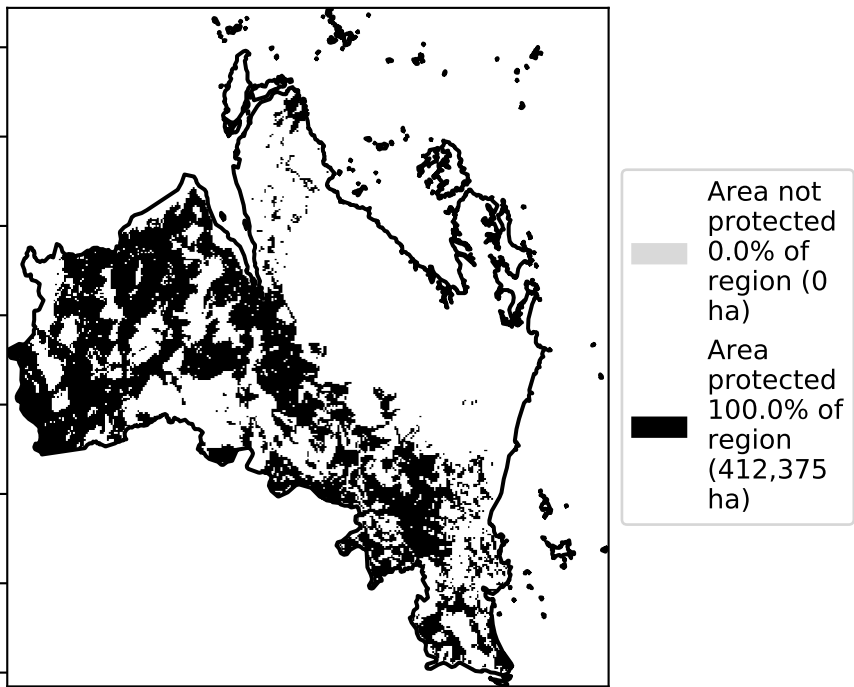 Area not
protected
0.0% of
region (0
ha)
Area
protected
100.0% of
region
(412,375
ha)